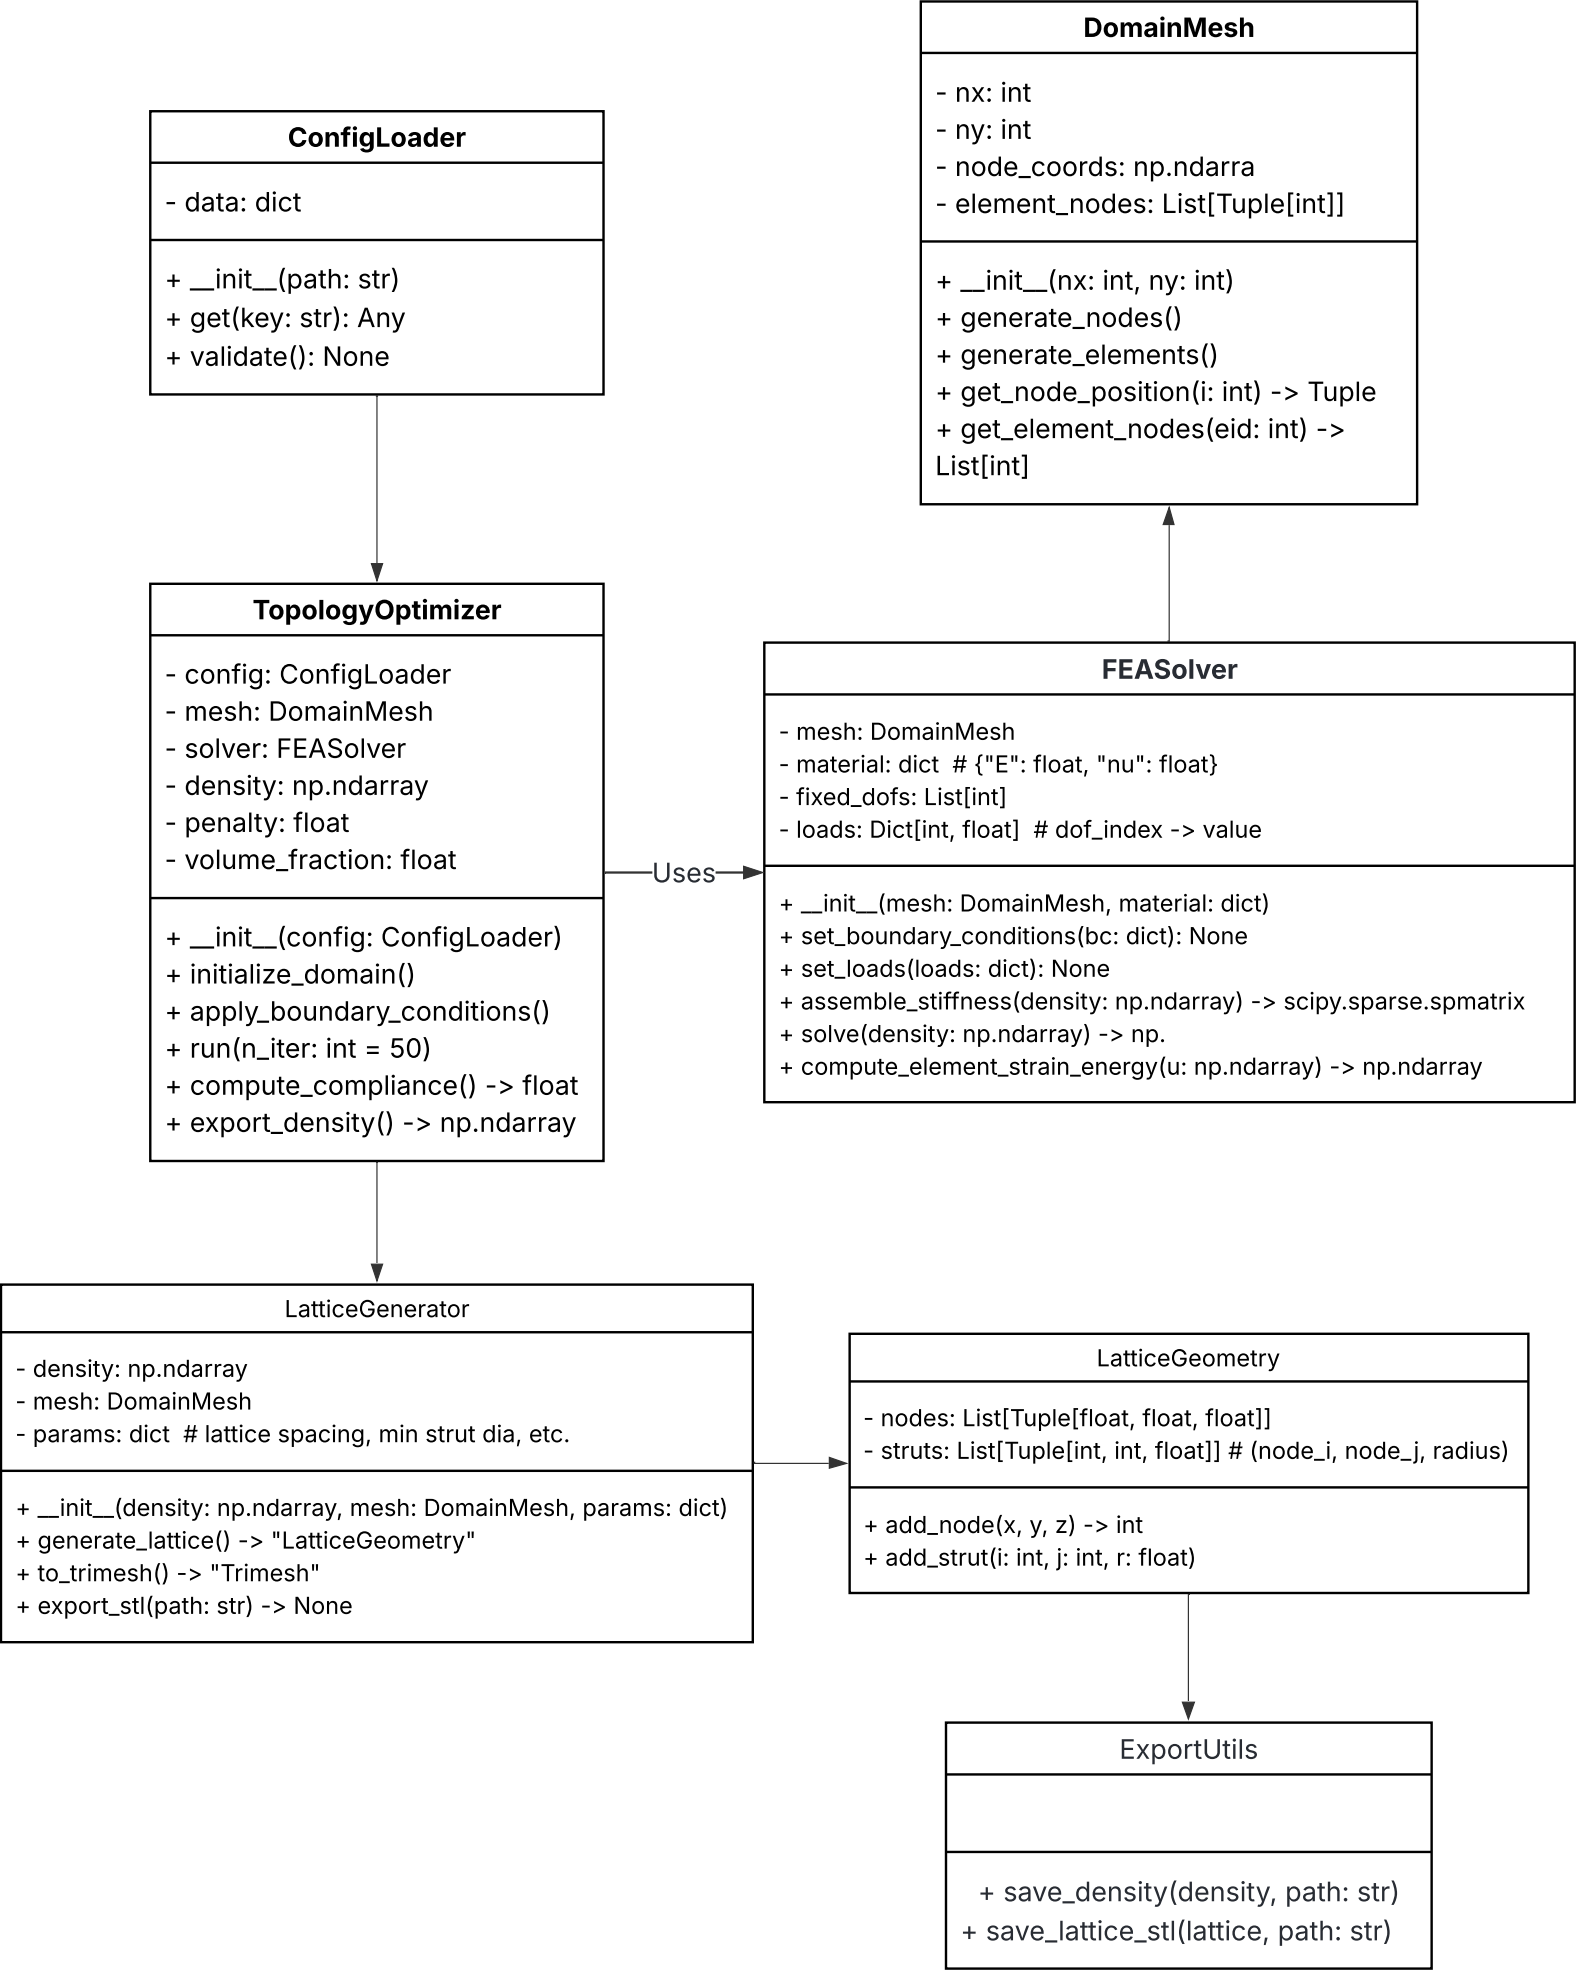 DomainMesh
- nx: int
- ny: int
- node_coords: np.ndarra
- element_nodes: List[Tuple[int]]
+ __init__(nx: int, ny: int)
+ generate_nodes()
+ generate_elements()
+ get_node_position(i: int) -> Tuple
+ get_element_nodes(eid: int) ->
List[int]
ConfigLoader
- data: dict
+ __init__(path: str)
+ get(key: str): Any
+ validate(): None
TopologyOptimizer
- config: ConfigLoader
- mesh: DomainMesh
- solver: FEASolver
- density: np.ndarray
- penalty: float
- volume_fraction: float
+ __init__(config: ConfigLoader)
+ initialize_domain()
+ apply_boundary_conditions()
+ run(n_iter: int = 50)
+ compute_compliance() -> float
+ export_density() -> np.ndarray
Uses
FEASolver
- mesh: DomainMesh
- material: dict  # {"E": float, "nu": float}
- fixed_dofs: List[int]
- loads: Dict[int, float]  # dof_index -> value
+ __init__(mesh: DomainMesh, material: dict)
+ set_boundary_conditions(bc: dict): None
+ set_loads(loads: dict): None
+ assemble_stiffness(density: np.ndarray) -> scipy.sparse.spmatrix
+ solve(density: np.ndarray) -> np.
+ compute_element_strain_energy(u: np.ndarray) -> np.ndarray
LatticeGenerator
- density: np.ndarray
- mesh: DomainMesh
- params: dict  # lattice spacing, min strut dia, etc.
+ __init__(density: np.ndarray, mesh: DomainMesh, params: dict)
+ generate_lattice() -> "LatticeGeometry"
+ to_trimesh() -> "Trimesh"
+ export_stl(path: str) -> None
LatticeGeometry
- nodes: List[Tuple[float, float, float]]
- struts: List[Tuple[int, int, float]] # (node_i, node_j, radius)
+ add_node(x, y, z) -> int
+ add_strut(i: int, j: int, r: float)
ExportUtils
+ save_density(density, path: str)
+ save_lattice_stl(lattice, path: str)